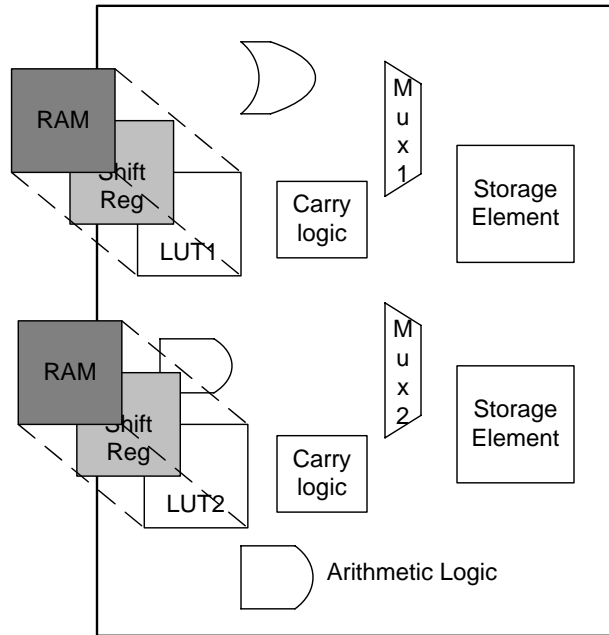 RAM
Shift
Reg
LUT1
Carry
logic
M
u
x
1
Storage
Element
RAM
Shift
Reg
LUT2
Carry
logic
M
u
x
2
Storage
Element
Arithmetic Logic